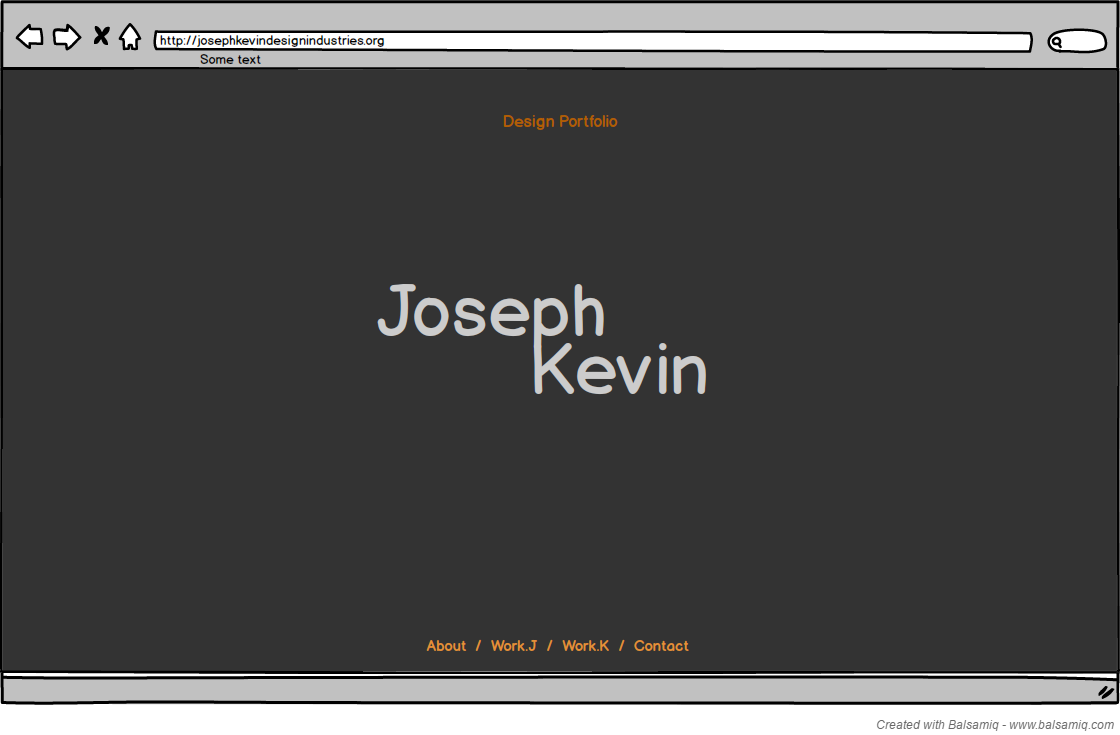 http://josephkevindesignindustries.org
Some text
Design Portfolio
Joseph
Kevin
About / Work.J / Work.K / Contact
Created with Balsamiq - www.balsamiq.com